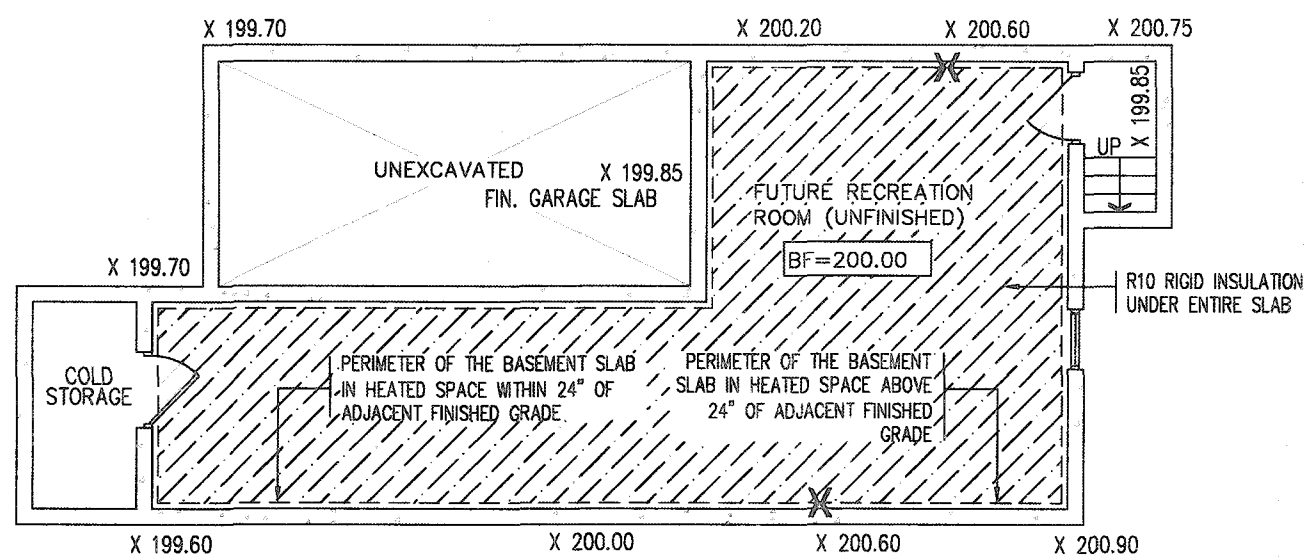 X 199.70
X 200.20
X 200.60
X 200.75
X 199.85
UP
UNEXCAVATED
X 199.85
FIN. GARAGE SLAB
FUTURE RECREATION
ROOM (UNFINISHED)
BF=200.00
X 199.70
R10 RIGID INSULATION
UNDER ENTIRE SLAB
COLD
STORAGE
PERIMETER OF THE BASEMENT SLAB
IN HEATED SPACE WITHIN 24" OF
ADJACENT FINISHED GRADE
PERIMETER OF THE BASEMENT
SLAB IN HEATED SPACE ABOVE
24" OF ADJACENT FINISHED
GRADE
X 199.60
X 200.00
X 200.60
X 200.90